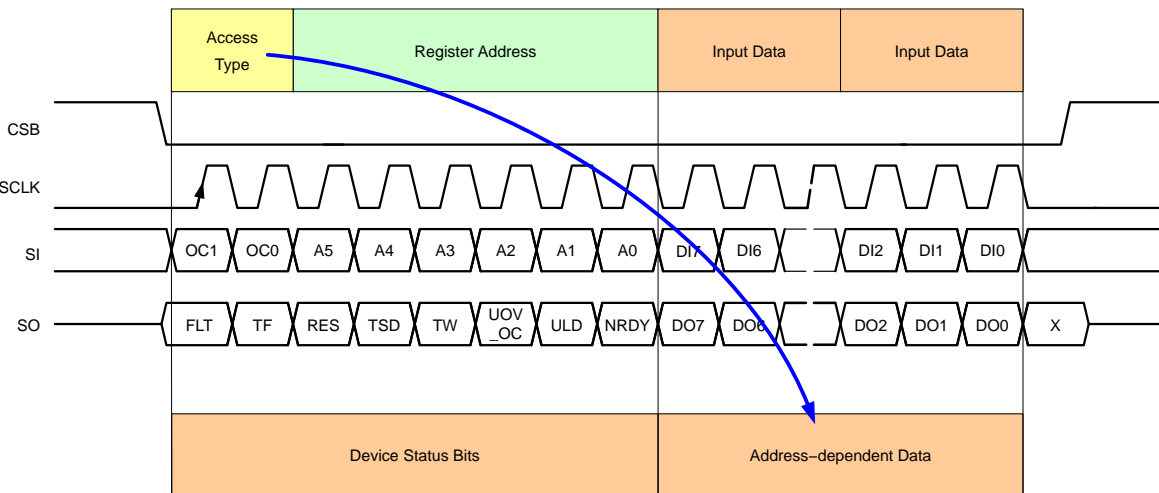 Access
Type
Register Address
Input Data
Input Data
CSB
SCLK
SI
OC1 OC0 A5 A4 A3 A2 A1 A0 DI7 DI6 DI2 DI1 DI0
SO
FLT TF RES TSD TW UOV
_OC ULD NRDY DO7 DO6 DO2 DO1 DO0 X
Device Status Bits
Address−dependent Data